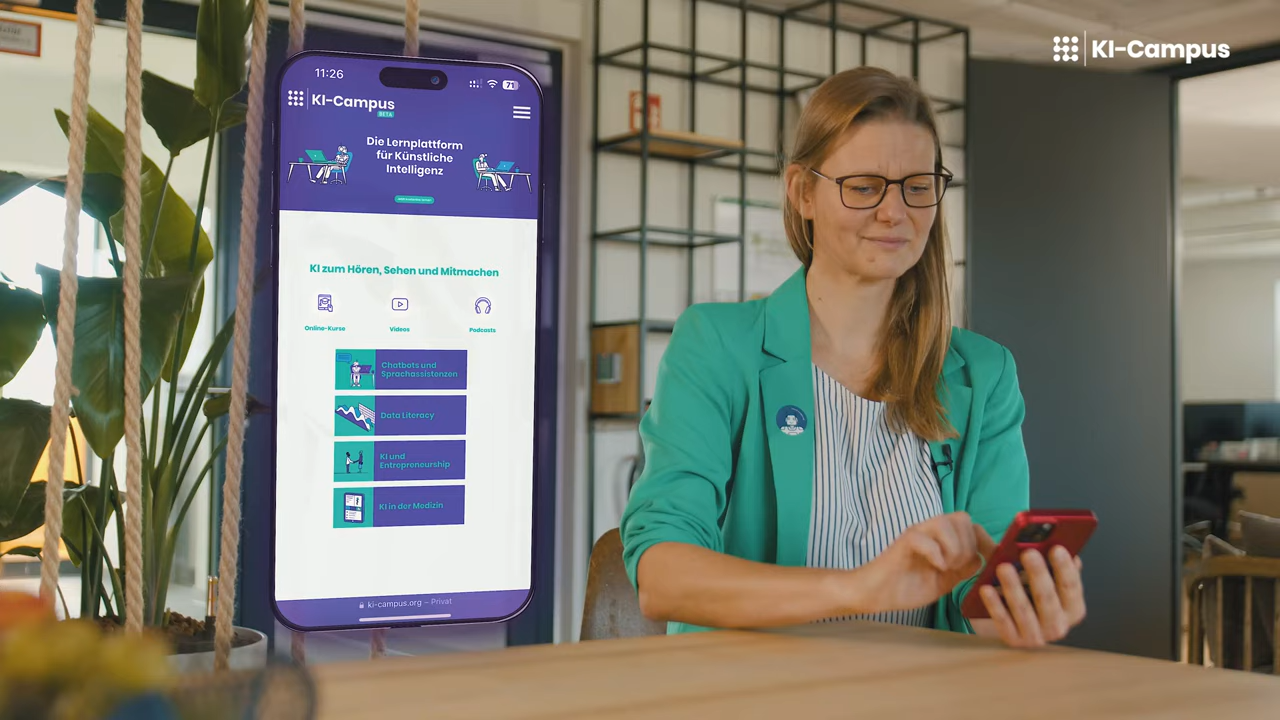 KI-Campus
11:26
71
KI-Campus
BETA
Die Lernplattform
für Künstliche
Intelligenz
KI zum Hören, Sehen und Mitmachen
Online-Kurse
Videos
Podcasts
Chatbots und
Sprachassistenzen
Data Literacy
KI und
Entrepreneurship
KI in der Medizin
ki-campus.org – Privat